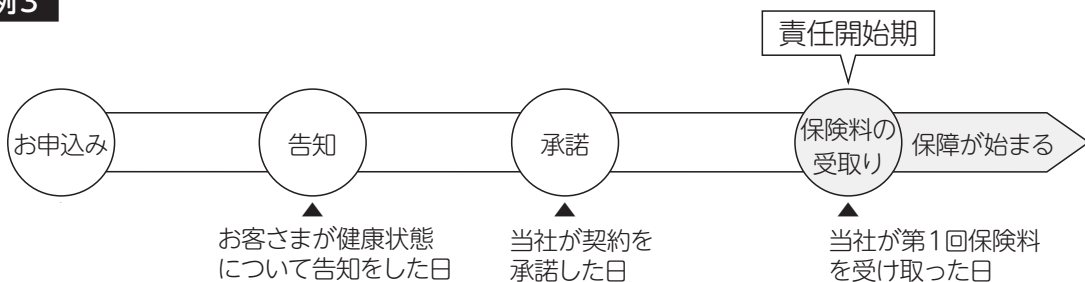 例3
責任開始期
お申込み
告知
承諾
保険料の
受取り
保障が始まる
お客さまが健康状態
について告知をした日
当社が契約を
承諾した日
当社が第1回保険料
を受け取った日